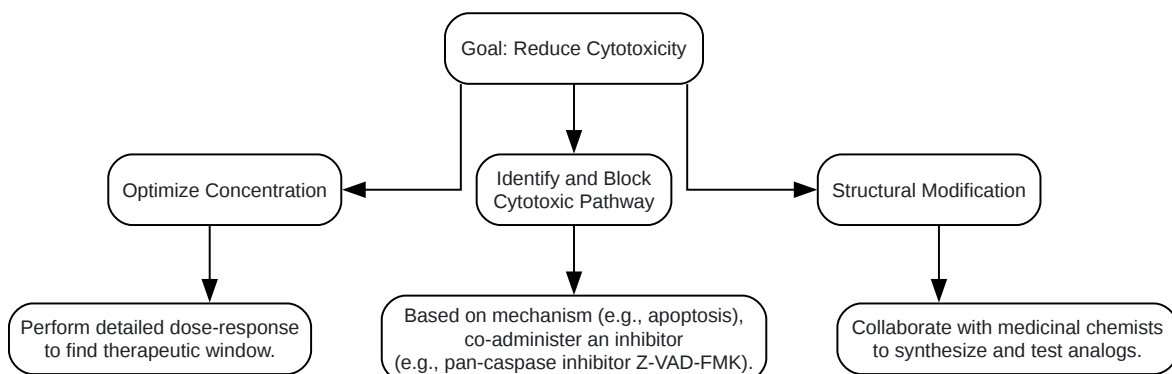 Goal: Reduce Cytotoxicity
Optimize Concentration
Identify and Block
Cytotoxic Pathway
Structural Modification
Perform detailed dose-response
to find therapeutic window.
Based on mechanism (e.g., apoptosis),
co-administer an inhibitor
(e.g., pan-caspase inhibitor Z-VAD-FMK).
Collaborate with medicinal chemists
to synthesize and test analogs.